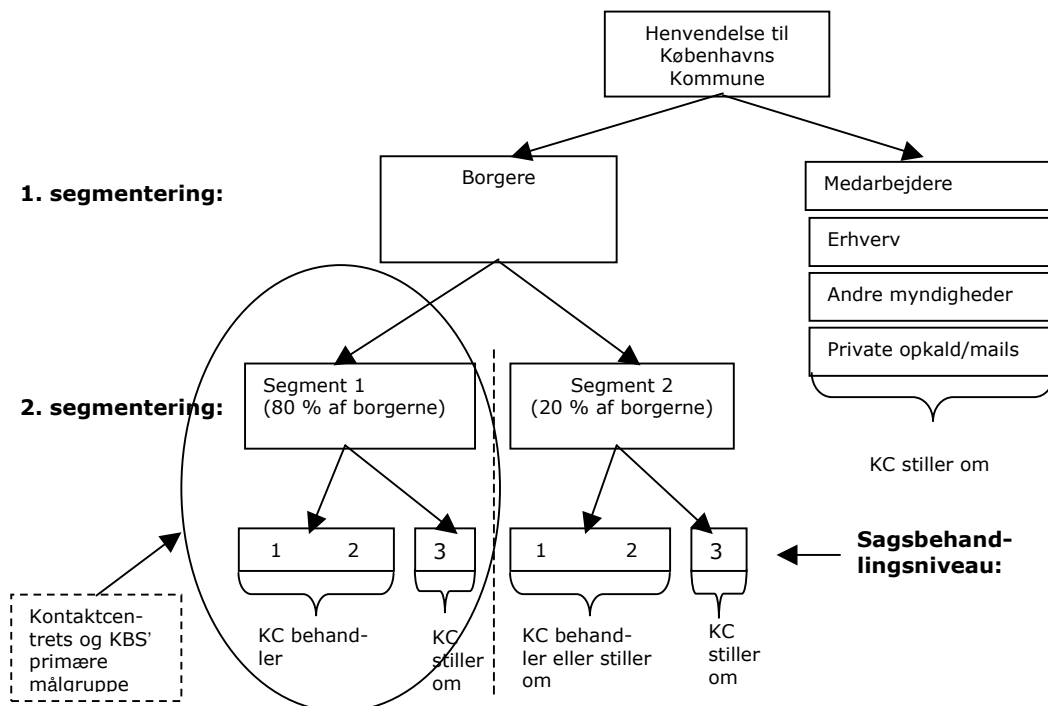 Henvendelse til
Københavns
Kommune
1. segmentering:
Borgere
Medarbejdere
Erhverv
Andre myndigheder
Private opkald/mails
KC stiller om
2. segmentering:
Segment 1
(80 % af borgerne)
Segment 2
(20 % af borgerne)
1 2
3
1 2
3
Sagsbehand-
lingsniveau:
Kontaktcen-
trets og KBS’
primære
målgruppe
KC behand-
ler
KC
stiller
om
KC behand-
ler eller stiller
om
KC
stiller
om